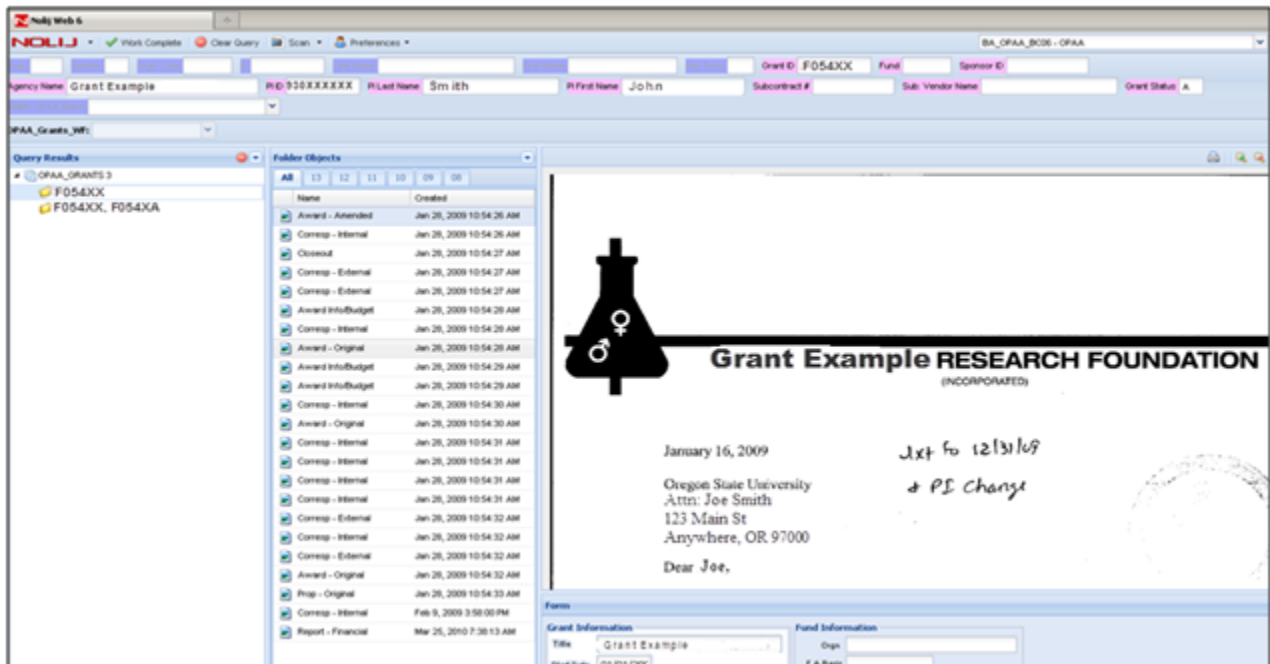 Nolij Web 6
NOLIJ Work Complete Clear Query Scan Preferences BA_OPAA_BC06 - OPAA
Grant ID F054XX Fund Sponsor ID
Agency Name Grant Example PI ID 930XXXXXX PI Last Name Smith PI First Name John Subcontract # Sub: Vendor Name Grant Status A
OPAA_Grants_WF:
Query Results
OPAA_GRANTS 3
F054XX
F054XX, F054XA
Folder Objects
All 13 12 11 10 09 08
Name Created
Award - Amended Jan 28, 2009 10:54:26 AM
Corresp - Internal Jan 28, 2009 10:54:26 AM
Closeout Jan 28, 2009 10:54:27 AM
Corresp - External Jan 28, 2009 10:54:27 AM
Corresp - External Jan 28, 2009 10:54:27 AM
Award Info/Budget Jan 28, 2009 10:54:28 AM
Corresp - Internal Jan 28, 2009 10:54:28 AM
Award - Original Jan 28, 2009 10:54:28 AM
Award Info/Budget Jan 28, 2009 10:54:29 AM
Award Info/Budget Jan 28, 2009 10:54:29 AM
Corresp - Internal Jan 28, 2009 10:54:30 AM
Award - Original Jan 28, 2009 10:54:30 AM
Corresp - Internal Jan 28, 2009 10:54:31 AM
Corresp - Internal Jan 28, 2009 10:54:31 AM
Corresp - Internal Jan 28, 2009 10:54:31 AM
Corresp - Internal Jan 28, 2009 10:54:31 AM
Corresp - External Jan 28, 2009 10:54:32 AM
Corresp - Internal Jan 28, 2009 10:54:32 AM
Corresp - External Jan 28, 2009 10:54:32 AM
Award - Original Jan 28, 2009 10:54:32 AM
Prop - Original Jan 28, 2009 10:54:33 AM
Corresp - Internal Feb 9, 2009 3:58:00 PM
Report - Financial Mar 25, 2010 7:38:13 AM
Grant Example RESEARCH FOUNDATION
(INCORPORATED)
January 16, 2009
Oregon State University
Attn: Joe Smith
123 Main St
Anywhere, OR 97000
Dear Joe,
ext to 12/31/09
+ PI Change
Form
Grant Information
Title Grant Example
Fund Information
Orgn